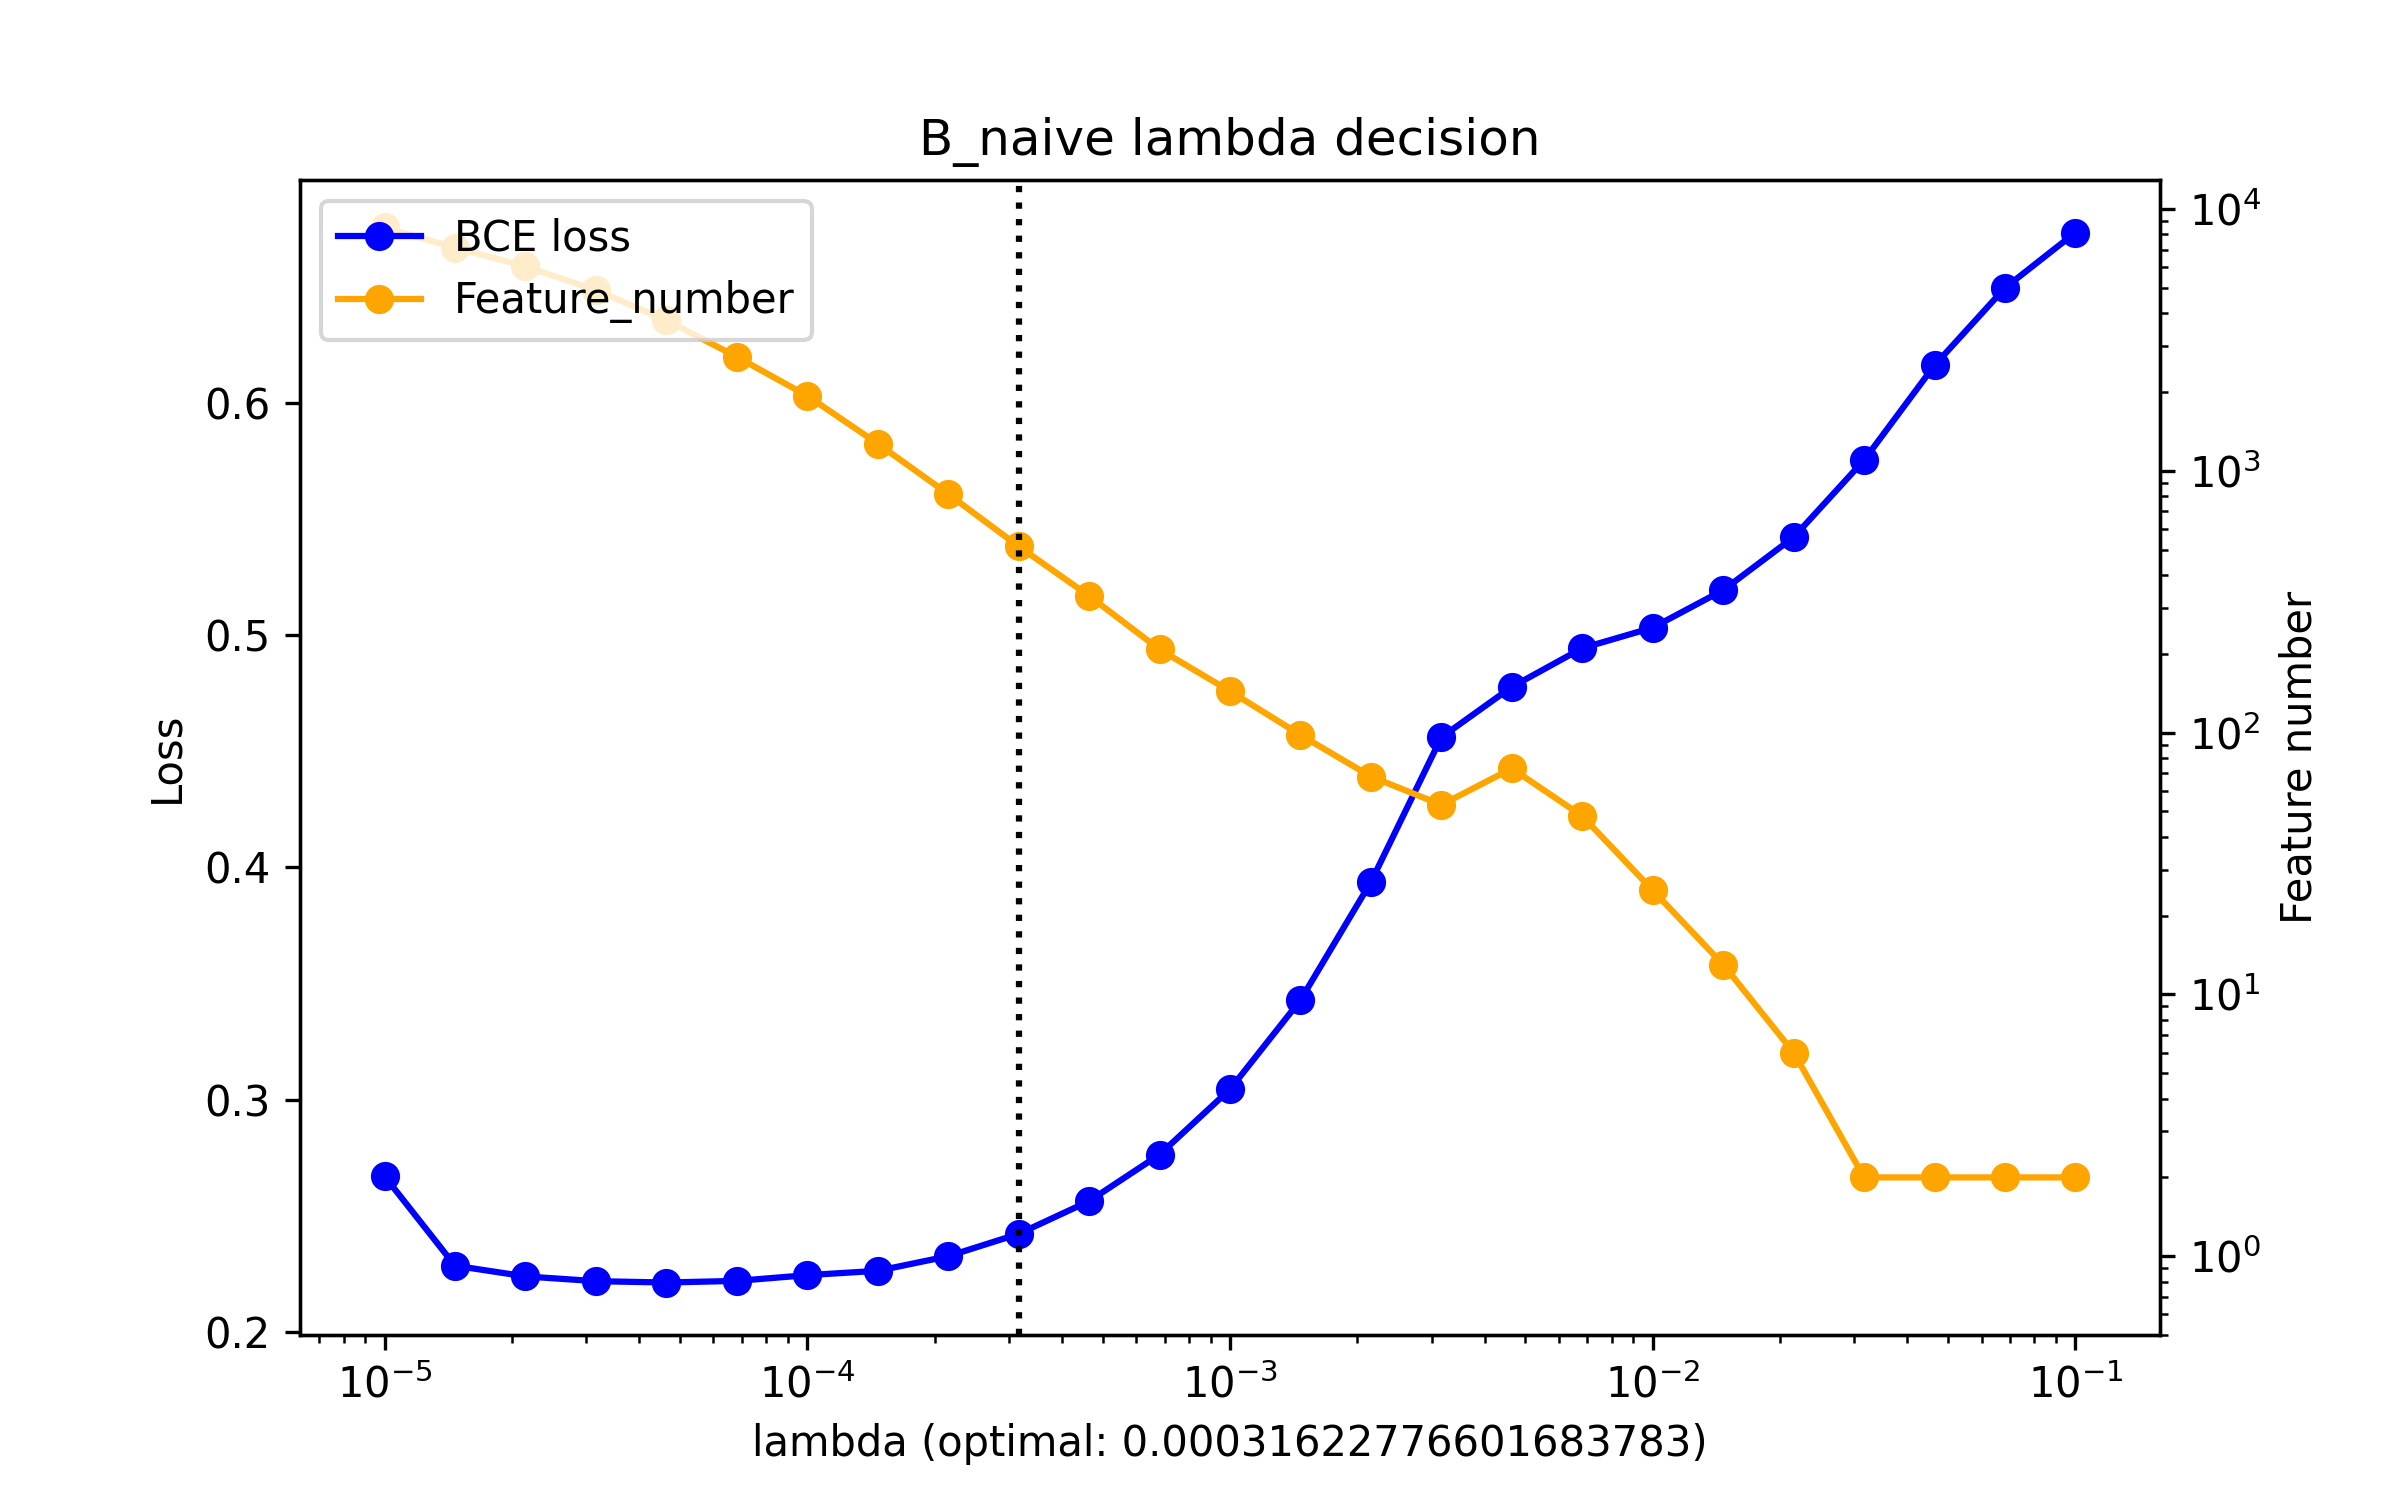 B_naive lambda decision
BCE loss
Feature_number
Loss
0.6
0.5
0.4
0.3
0.2
10⁴
10³
10²
10¹
10⁰
Feature number
10⁻⁵
10⁻⁴
10⁻³
10⁻²
10⁻¹
lambda (optimal: 0.00031622776601683783)